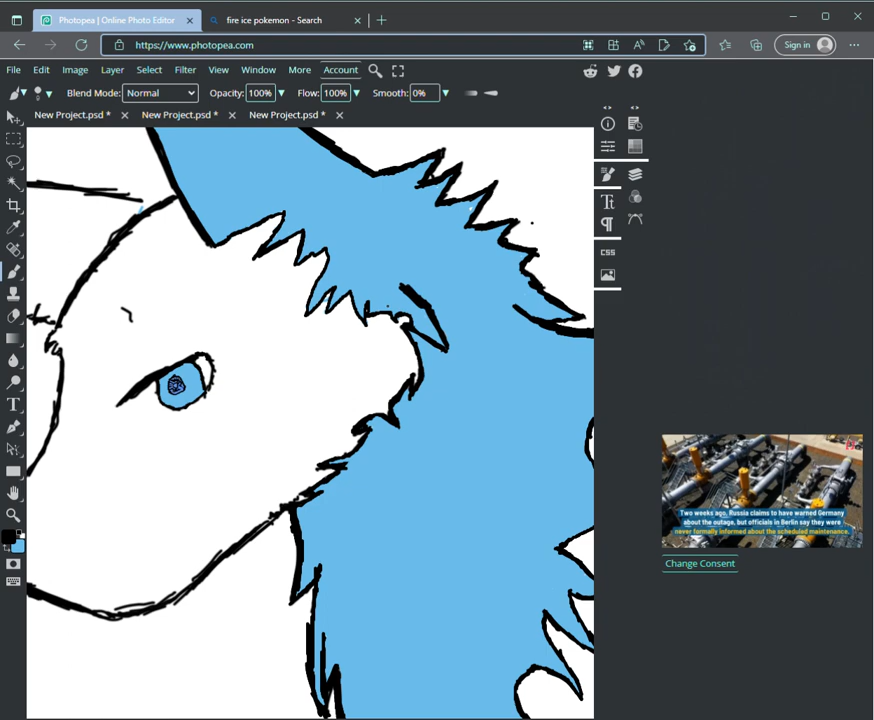 Photopea | Online Photo Editor
fire ice pokemon - Search
https://www.photopea.com
Sign in
File Edit Image Layer Select Filter View Window More Account
Blend Mode: Normal Opacity: 100% Flow: 100% Smooth: 0%
New Project.psd * New Project.psd * New Project.psd *
CSS
Two weeks ago, Russia claims to have warned Germany
about the outage, but officials in Berlin say they were
never formally informed about the scheduled maintenance.
Change Consent